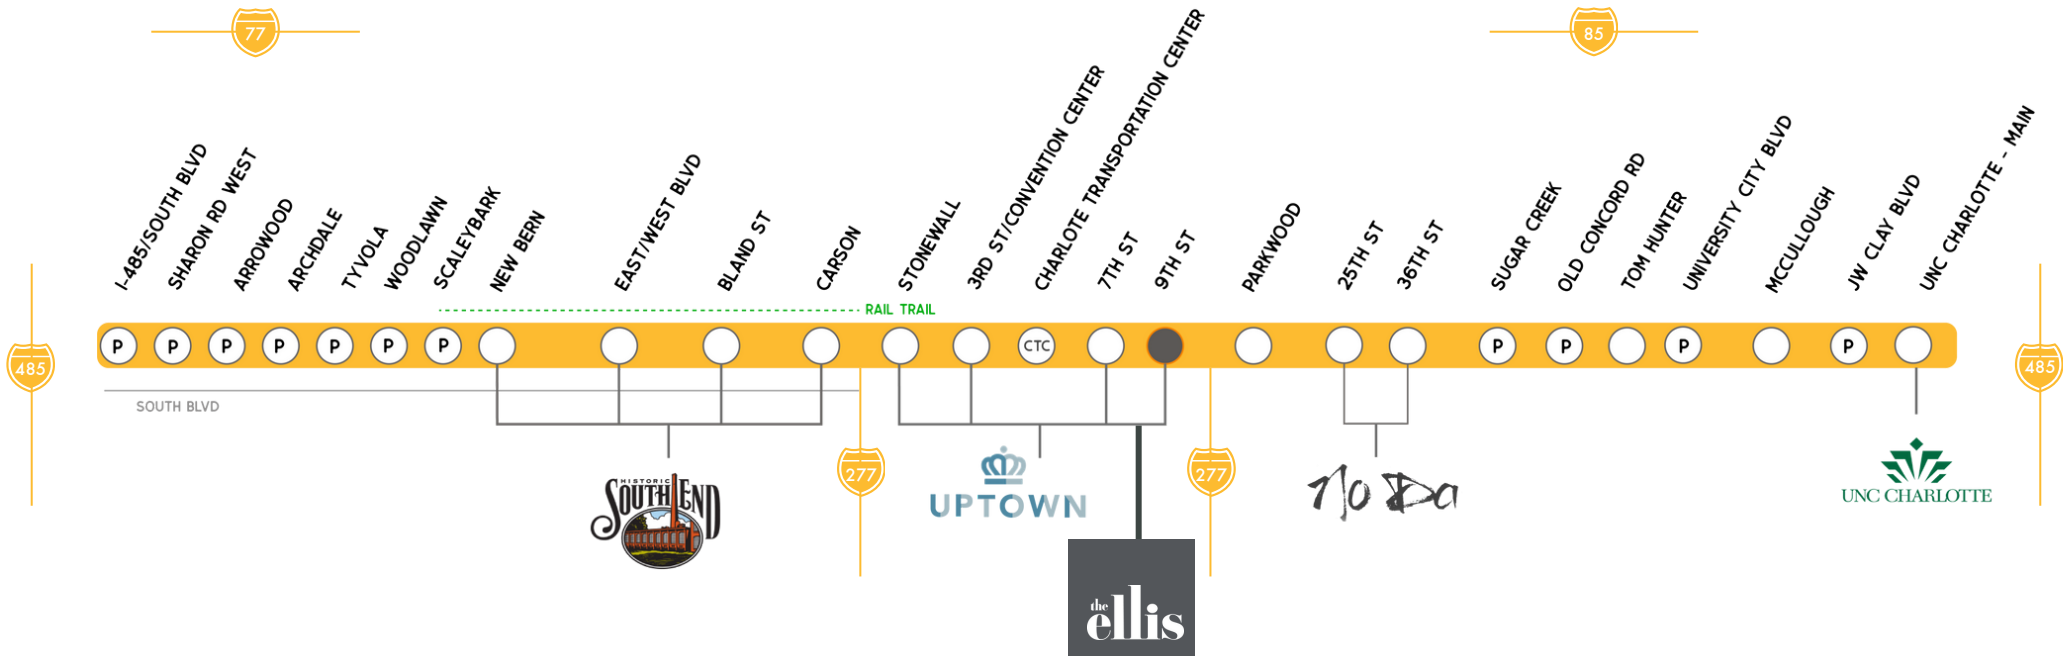 77
85
I-485/SOUTH BLVD
SHARON RD WEST
ARROWOOD
ARCHDALE
TYVOLA
WOODLAWN
SCALEYBARK
NEW BERN
EAST/WEST BLVD
BLAND ST
CARSON
STONEWALL
3RD ST/CONVENTION CENTER
CHARLOTE TRANSPORTATION CENTER
7TH ST
9TH ST
PARKWOOD
25TH ST
36TH ST
SUGAR CREEK
OLD CONCORD RD
TOM HUNTER
UNIVERSITY CITY BLVD
MCCULLOUGH
JW CLAY BLVD
UNC CHARLOTTE - MAIN
RAIL TRAIL
P P P P P P P CTC P P P P
485
485
SOUTH BLVD
277
277
HISTORIC
SOUTH END
UPTOWN
NoDa
UNC CHARLOTTE
the
ellis